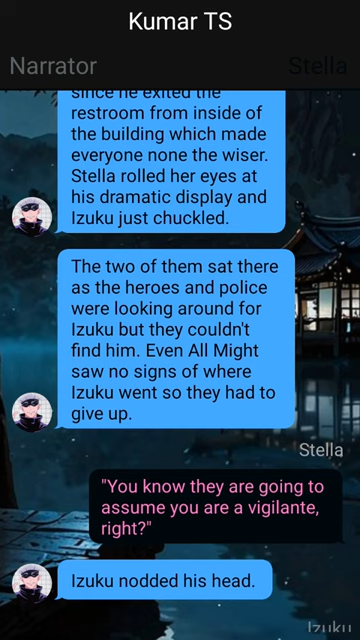 Kumar TS
Narrator
Stella
since he exited the
restroom from inside of
the building which made
everyone none the wiser.
Stella rolled her eyes at
his dramatic display and
Izuku just chuckled.
The two of them sat there
as the heroes and police
were looking around for
Izuku but they couldn't
find him. Even All Might
saw no signs of where
Izuku went so they had to
give up.
Stella
"You know they are going to
assume you are a vigilante,
right?"
Izuku nodded his head.
Izuku